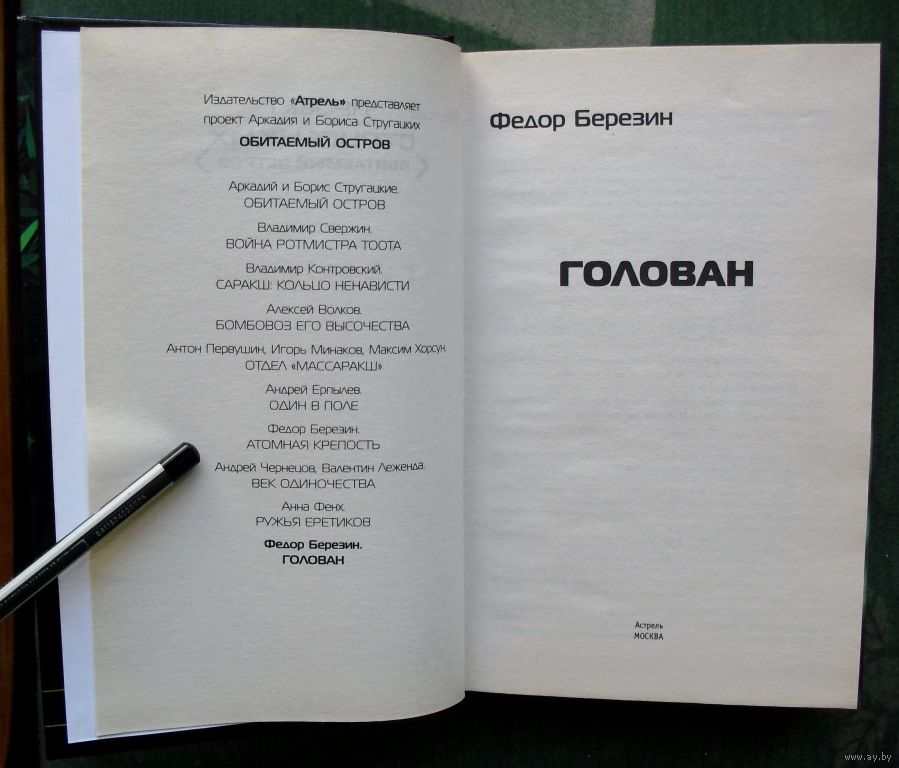 Издательство «Атрель» представляет
проект Аркадия и Бориса Стругацких
ОБИТАЕМЫЙ ОСТРОВ
Аркадий и Борис Стругацкие.
ОБИТАЕМЫЙ ОСТРОВ
Владимир Свержин.
ВОЙНА РОТМИСТРА ТООТА
Владимир Контровский.
САРАКШ: КОЛЬЦО НЕНАВИСТИ
Алексей Волков.
БОМБОВОЗ ЕГО ВЫСОЧЕСТВА
Антон Первушин, Игорь Минаков, Максим Хорсун.
ОТДЕЛ «МАССАРАКШ»
Андрей Ерпылев.
ОДИН В ПОЛЕ
Федор Березин.
АТОМНАЯ КРЕПОСТЬ
Андрей Чернецов, Валентин Леженда.
ВЕК ОДИНОЧЕСТВА
Анна Фенх.
РУЖЬЯ ЕРЕТИКОВ
Федор Березин.
ГОЛОВАН
Федор Березин
ГОЛОВАН
Астрель
МОСКВА
www.ay.by